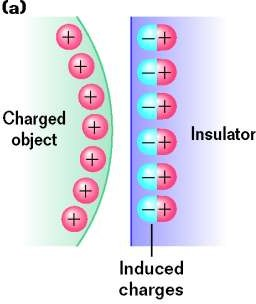 (a)
Charged
object
Insulator
Induced
charges